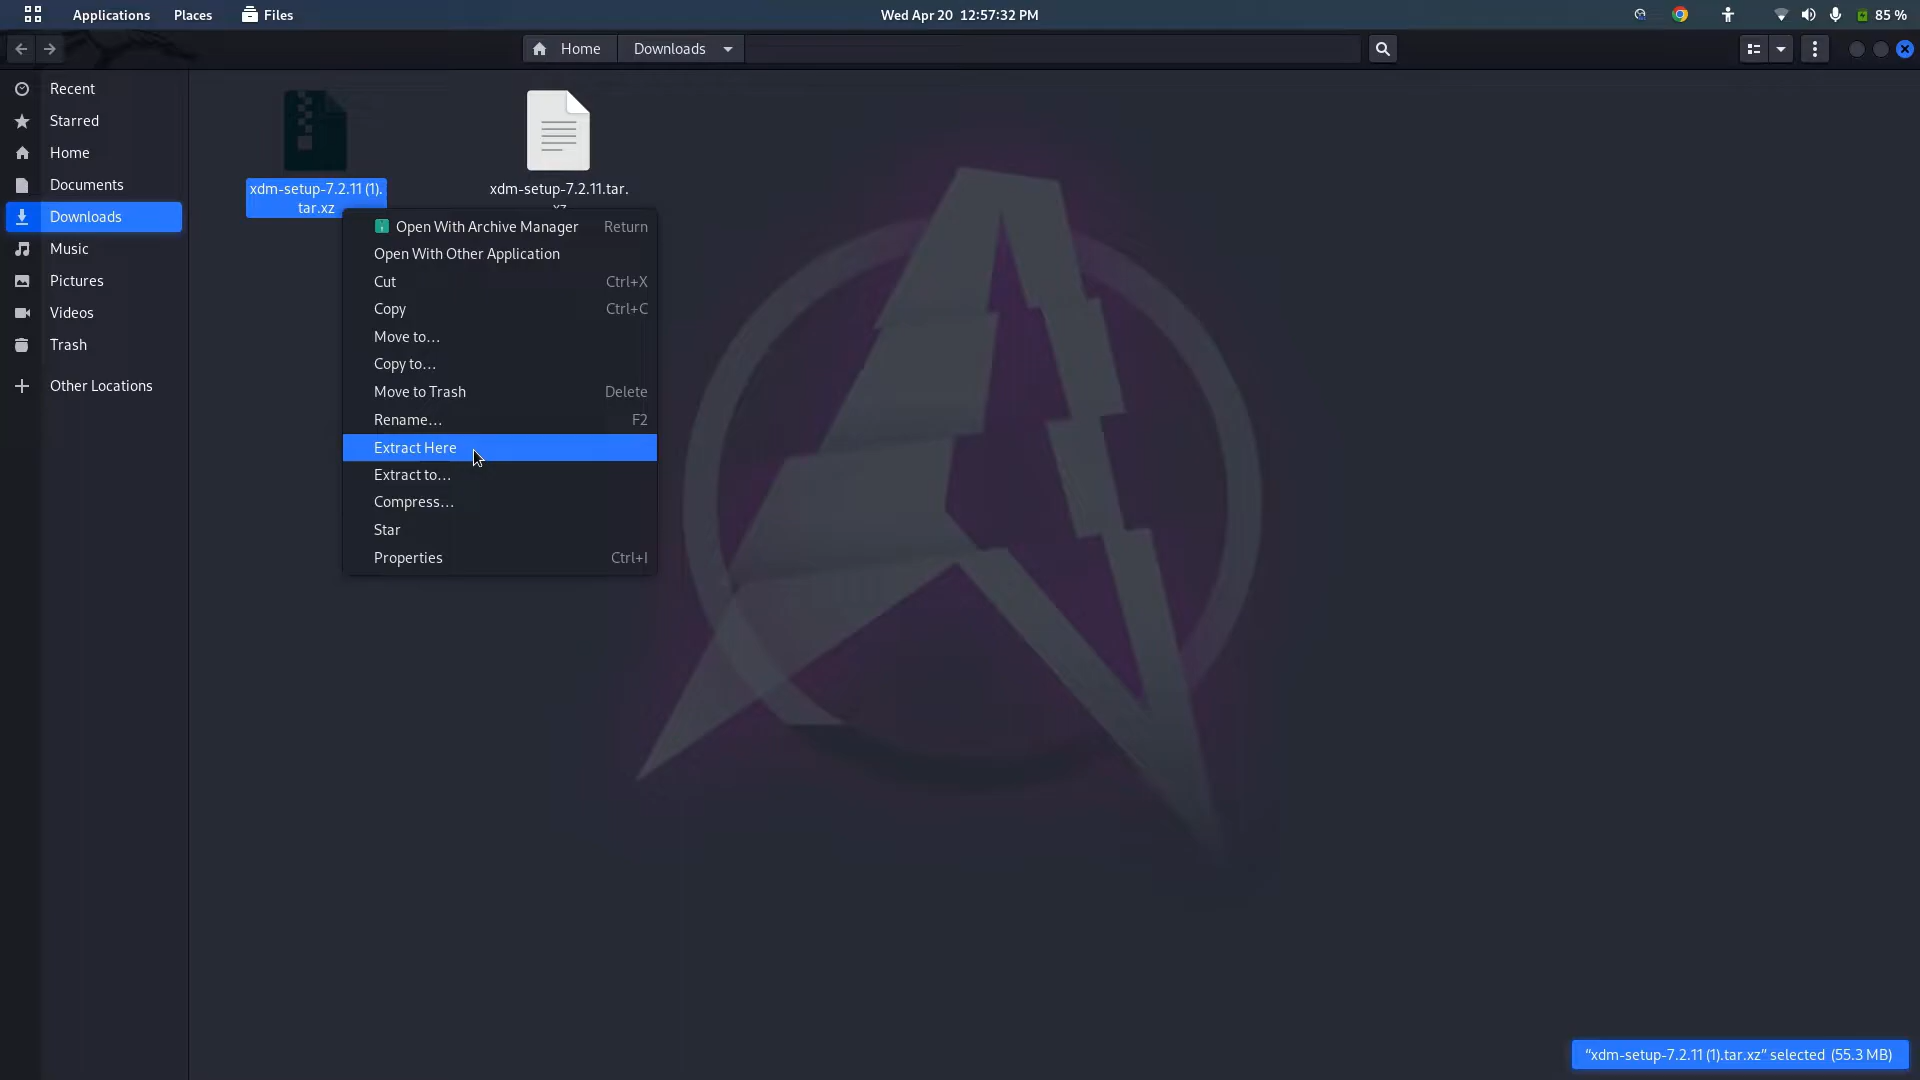 Applications Places Files Wed Apr 20 12:57:32 PM 85 %
Home Downloads
Recent
Starred
Home
Documents
Downloads
Music
Pictures
Videos
Trash
Other Locations
xdm-setup-7.2.11 (1).
tar.xz
xdm-setup-7.2.11.tar.
xz
Open With Archive Manager Return
Open With Other Application
Cut Ctrl+X
Copy Ctrl+C
Move to…
Copy to…
Move to Trash Delete
Rename… F2
Extract Here
Extract to…
Compress…
Star
Properties Ctrl+I
“xdm-setup-7.2.11 (1).tar.xz” selected (55.3 MB)